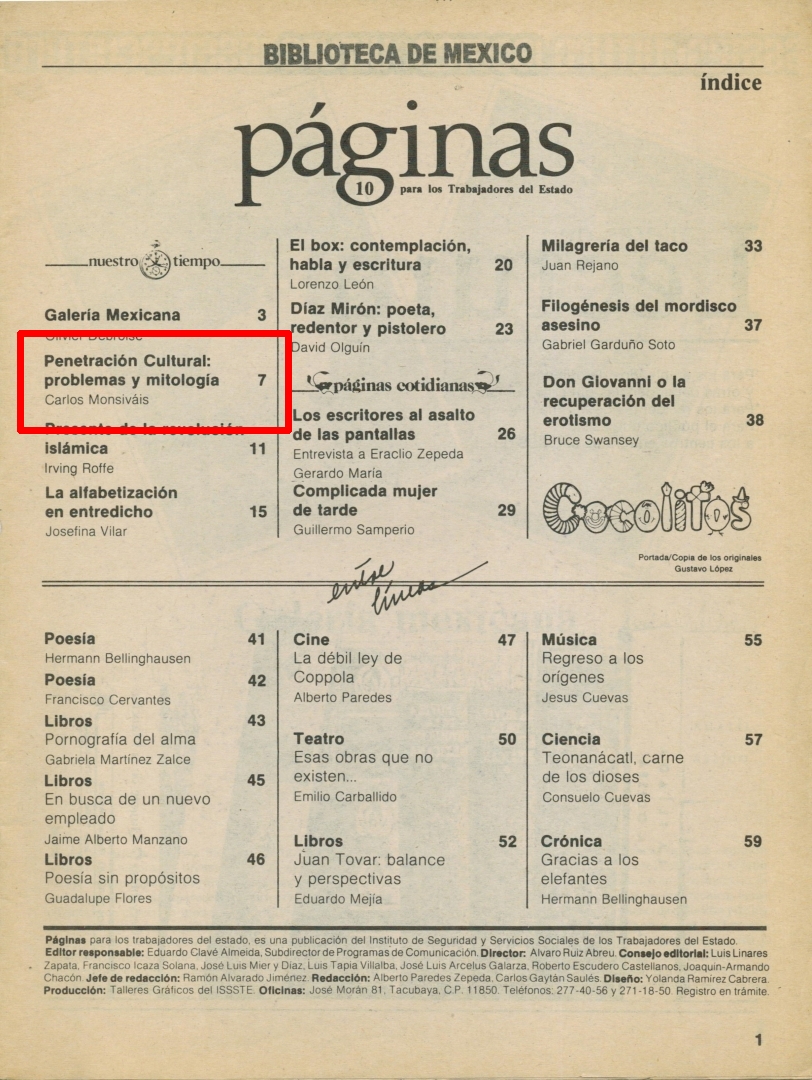 BIBLIOTECA DE MEXICO
índice
páginas
10 para los Trabajadores del Estado
nuestro tiempo
Galería Mexicana 3
Olivier Debroise
Penetración Cultural:
problemas y mitología 7
Carlos Monsiváis
Presente de la revolución
islámica 11
Irving Roffe
La alfabetización
en entredicho 15
Josefina Vilar
El box: contemplación,
habla y escritura 20
Lorenzo León
Díaz Mirón: poeta,
redentor y pistolero 23
David Olguín
páginas cotidianas
Los escritores al asalto
de las pantallas 26
Entrevista a Eraclio Zepeda
Gerardo María
Complicada mujer
de tarde 29
Guillermo Samperio
Milagrería del taco 33
Juan Rejano
Filogénesis del mordisco
asesino 37
Gabriel Garduño Soto
Don Giovanni o la
recuperación del
erotismo 38
Bruce Swansey
Cocolitos
Portada/Copia de los originales
Gustavo López
entre
líneas
Poesía 41
Hermann Bellinghausen
Poesía 42
Francisco Cervantes
Libros 43
Pornografía del alma
Gabriela Martínez Zalce
Libros 45
En busca de un nuevo
empleado
Jaime Alberto Manzano
Libros 46
Poesía sin propósitos
Guadalupe Flores
Cine 47
La débil ley de
Coppola
Alberto Paredes
Teatro 50
Esas obras que no
existen...
Emilio Carballido
Libros 52
Juan Tovar: balance
y perspectivas
Eduardo Mejía
Música 55
Regreso a los
orígenes
Jesus Cuevas
Ciencia 57
Teonanácatl, carne
de los dioses
Consuelo Cuevas
Crónica 59
Gracias a los
elefantes
Hermann Bellinghausen
Páginas para los trabajadores del estado, es una publicación del Instituto de Seguridad y Servicios Sociales de los Trabajadores del Estado.
Editor responsable: Eduardo Clavé Almeida, Subdirector de Programas de Comunicación. Director: Alvaro Ruiz Abreu. Consejo editorial: Luis Linares
Zapata, Francisco Icaza Solana, José Luis Mier y Díaz, Luis Tapia Villalba, José Luis Arcelus Galarza, Roberto Escudero Castellanos, Joaquin-Armando
Chacón. Jefe de redacción: Ramón Alvarado Jiménez. Redacción: Alberto Paredes Zepeda, Carlos Gaytán Saulés. Diseño: Yolanda Ramírez Cabrera.
Producción: Talleres Gráficos del ISSSTE. Oficinas: José Morán 81, Tacubaya, C.P. 11850. Teléfonos: 277-40-56 y 271-18-50. Registro en trámite.
1